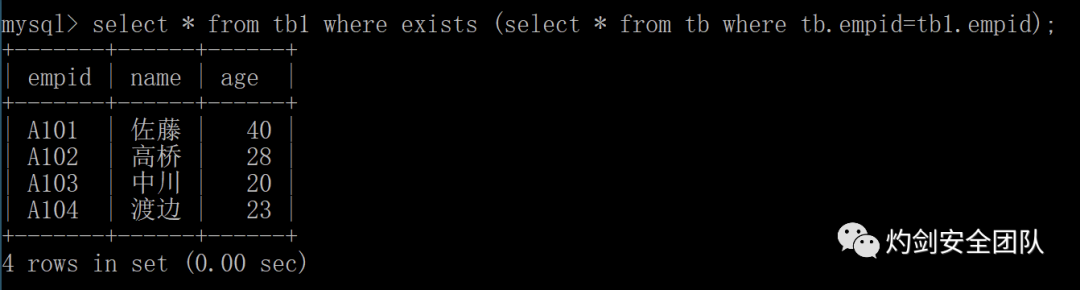 mysql> select * from tb1 where exists (select * from tb where tb.empid=tb1.empid);
+-------+------+------+
| empid | name | age  |
+-------+------+------+
| A101  | 佐藤 |   40 |
| A102  | 高桥 |   28 |
| A103  | 中川 |   20 |
| A104  | 渡边 |   23 |
+-------+------+------+
4 rows in set (0.00 sec)
灼剑安全团队